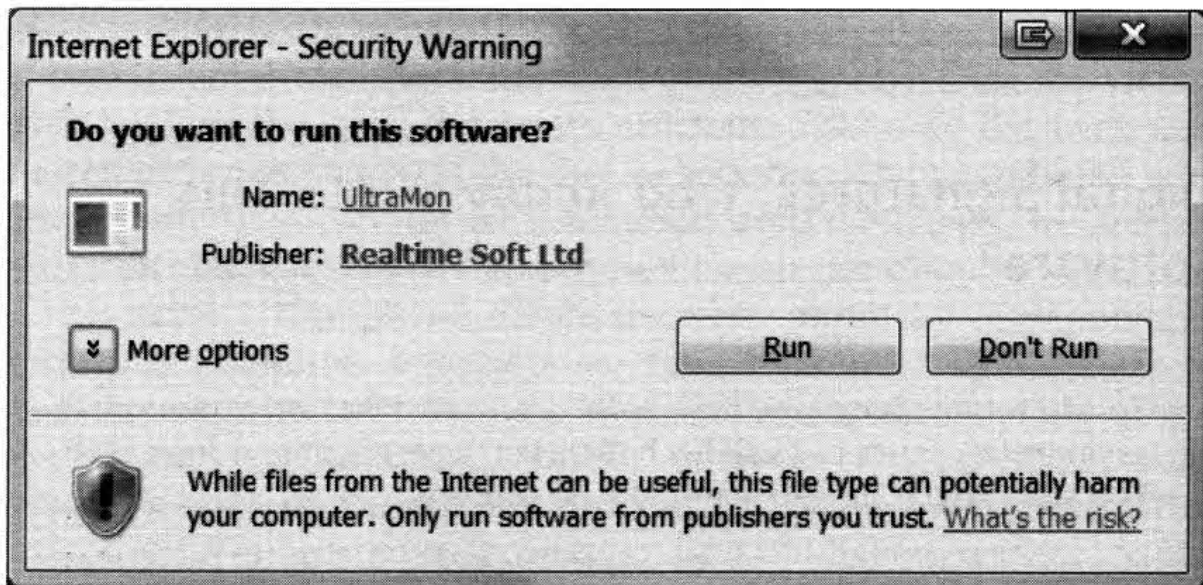 Internet Explorer - Security Warning
Do you want to run this software?
Name: UltraMon
Publisher: Realtime Soft Ltd
More options
Run
Don't Run
While files from the Internet can be useful, this file type can potentially harm
your computer. Only run software from publishers you trust. What's the risk?